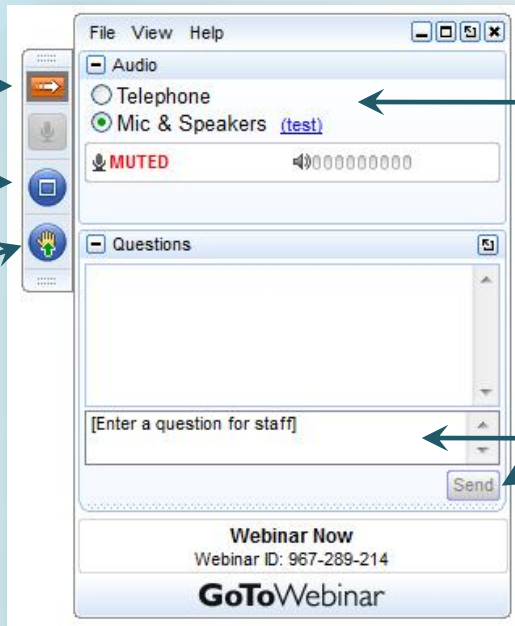 File View Help
Audio
Telephone
Mic & Speakers (test)
MUTED 000000000
Questions
[Enter a question for staff]
Send
Webinar Now
Webinar ID: 967-289-214
GoToWebinar